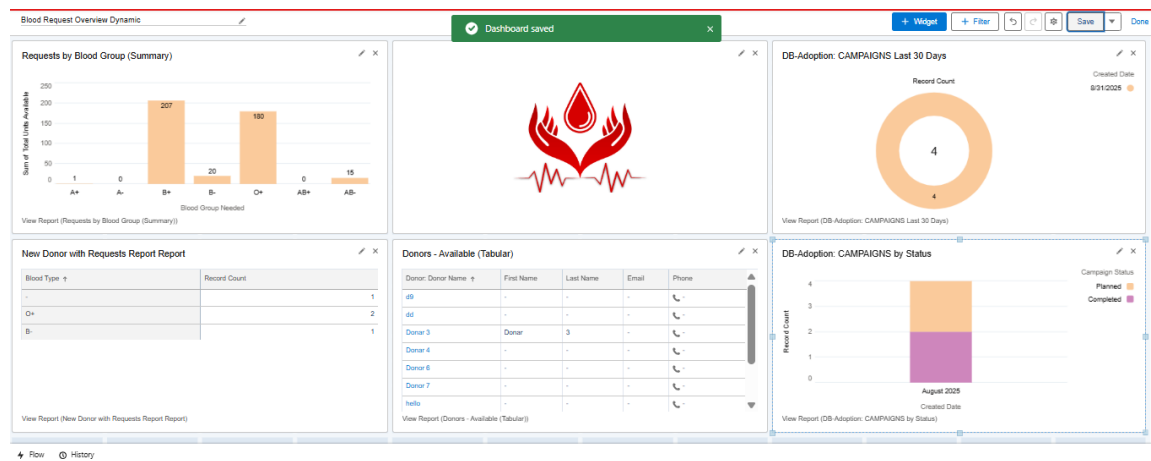 Blood Request Overview Dynamic
Dashboard saved
+ Widget
+ Filter
Save
Done
Requests by Blood Group (Summary)
Sum of Total Units Available
250
200
150
100
50
0
1
0
207
20
180
0
15
A+
A-
B+
B-
O+
AB+
AB-
Blood Group Needed
View Report (Requests by Blood Group (Summary))
DB-Adoption: CAMPAIGNS Last 30 Days
Record Count
Created Date
8/31/2025
4
4
View Report (DB-Adoption: CAMPAIGNS Last 30 Days)
New Donor with Requests Report Report
Blood Type ↑ Record Count
- 1
O+ 2
B- 1
View Report (New Donor with Requests Report Report)
Donors - Available (Tabular)
Donor: Donor Name ↑ First Name Last Name Email Phone
d9 - - - -
dd - - - -
Donar 3 Donar 3 - -
Donar 4 - - - -
Donor 6 - - - -
Donor 7 - - - -
hello - - - -
View Report (Donors - Available (Tabular))
DB-Adoption: CAMPAIGNS by Status
Campaign Status
Planned
Completed
Record Count
4
3
2
1
0
August 2025
Created Date
View Report (DB-Adoption: CAMPAIGNS by Status)
Flow
History